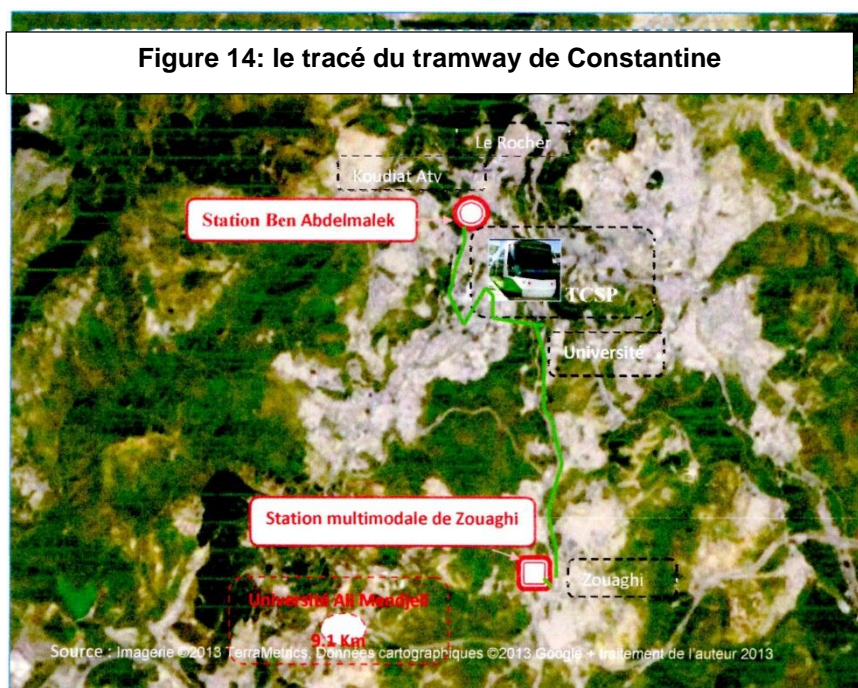 Figure 14: le tracé du tramway de Constantine
Le Rocher
Koudiat Aty
Station Ben Abdelmalek
TCSP
Université
Station multimodale de Zouaghi
Zouaghi
Université Ali Mendjeli
9.1 Km
Source : Imagerie ©2013 TerraMetrics, Données cartographiques ©2013 Google + traitement de l'auteur 2013